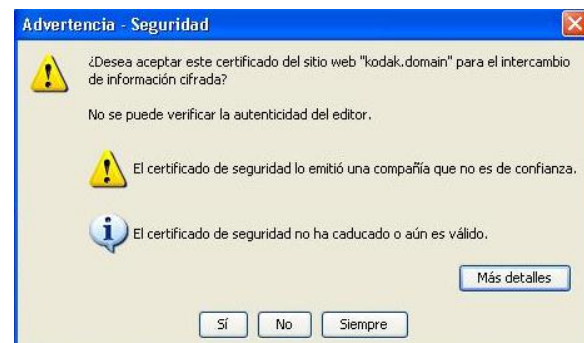 Advertencia - Seguridad
¿Desea aceptar este certificado del sitio web "kodak.domain" para el intercambio
de información cifrada?
No se puede verificar la autenticidad del editor.
El certificado de seguridad lo emitió una compañía que no es de confianza.
El certificado de seguridad no ha caducado o aún es válido.
Más detalles
Sí No Siempre